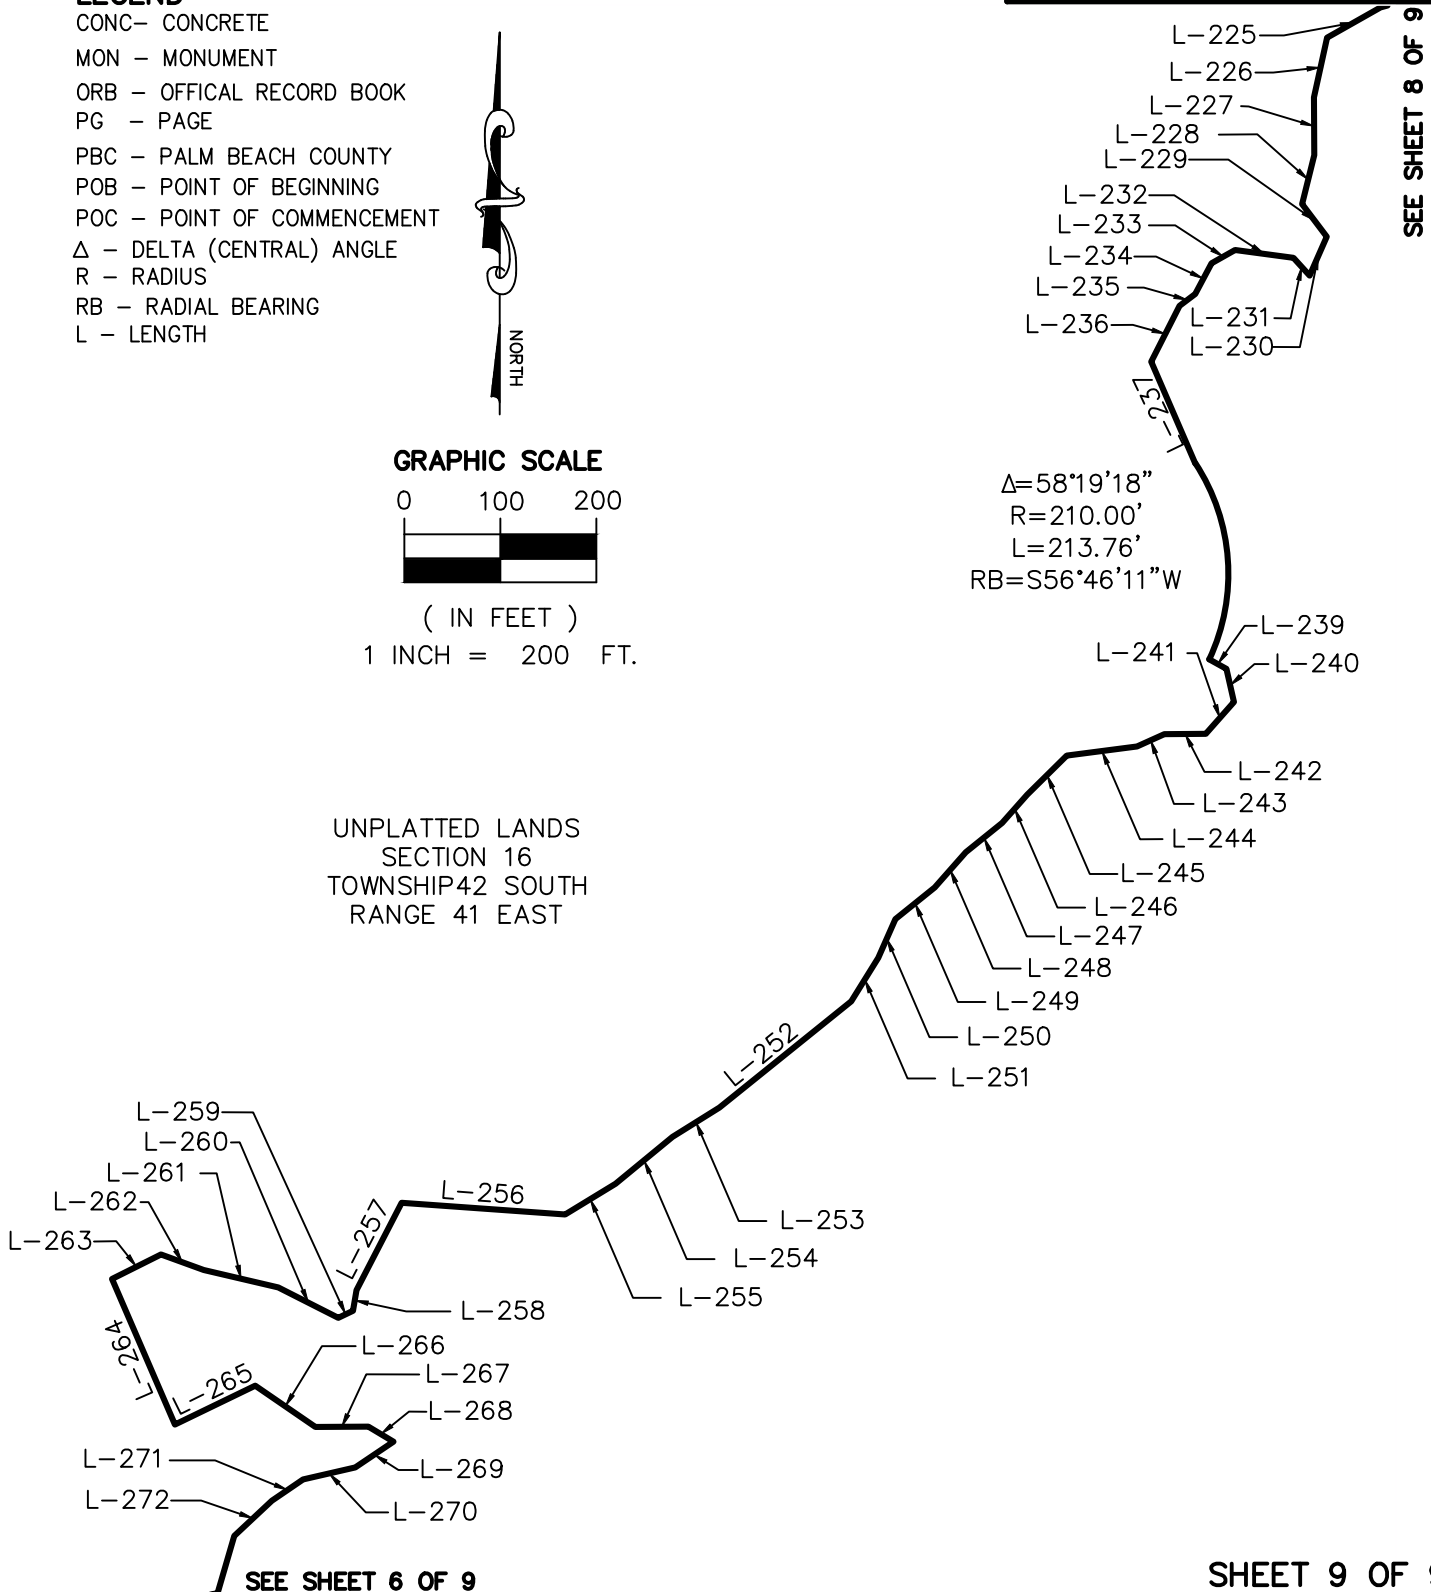 LEGEND
CONC– CONCRETE
MON – MONUMENT
ORB – OFFICAL RECORD BOOK
PG – PAGE
PBC – PALM BEACH COUNTY
POB – POINT OF BEGINNING
POC – POINT OF COMMENCEMENT
Δ – DELTA (CENTRAL) ANGLE
R – RADIUS
RB – RADIAL BEARING
L – LENGTH
NORTH
GRAPHIC SCALE
0 100 200
( IN FEET )
1 INCH = 200 FT.
UNPLATTED LANDS
SECTION 16
TOWNSHIP42 SOUTH
RANGE 41 EAST
SEE SHEET 8 OF 9
L–225
L–226
L–227
L–228
L–229
L–232
L–233
L–234
L–235
L–236
L–231
L–230
L–237
Δ=58°19'18"
R=210.00'
L=213.76'
RB=S56°46'11"W
L–239
L–240
L–241
L–242
L–243
L–244
L–245
L–246
L–247
L–248
L–249
L–250
L–251
L–252
L–253
L–254
L–255
L–256
L–257
L–258
L–259
L–260
L–261
L–262
L–263
L–264
L–265
L–266
L–267
L–268
L–269
L–270
L–271
L–272
SEE SHEET 6 OF 9
SHEET 9 OF 9